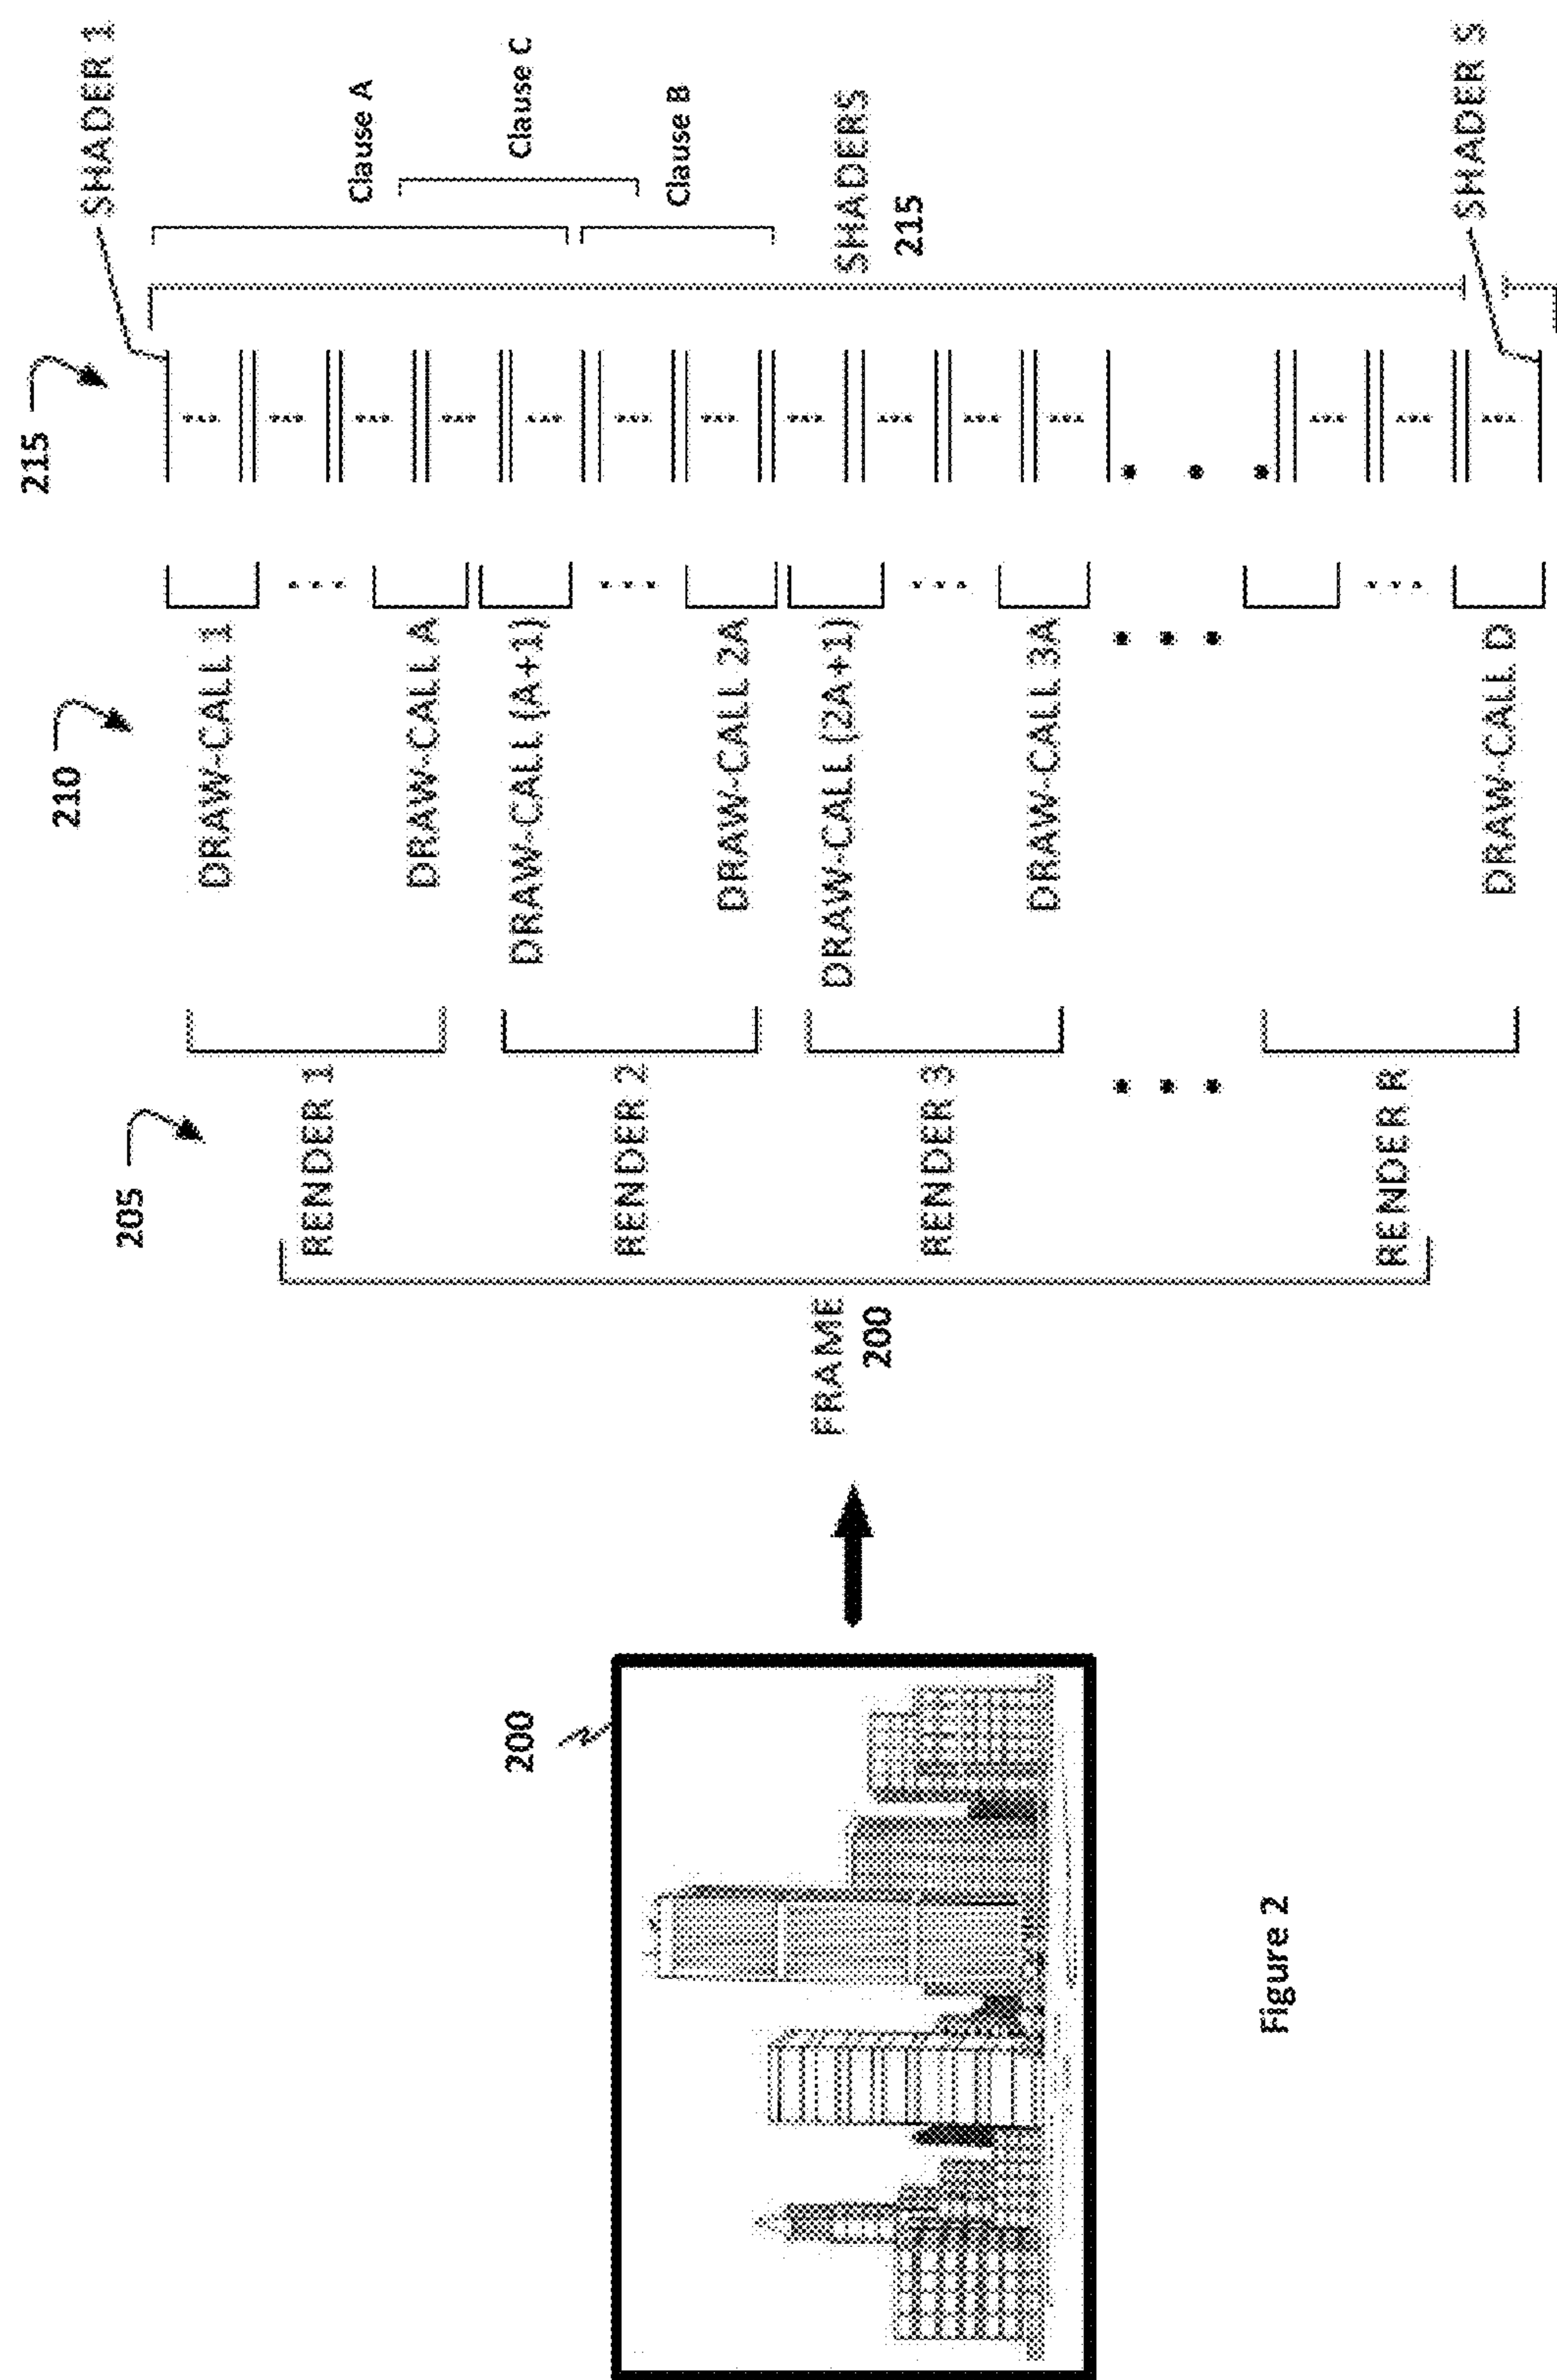 200
FRAME
200
205
RENDER 1
RENDER 2
RENDER 3
RENDER R
210
DRAW-CALL 1
DRAW-CALL A
DRAW-CALL (A+1)
DRAW-CALL 2A
DRAW-CALL (2A+1)
DRAW-CALL 3A
DRAW-CALL D
215
SHADER 1
Clause A
Clause C
Clause B
SHADERS
215
SHADER S
Figure 2